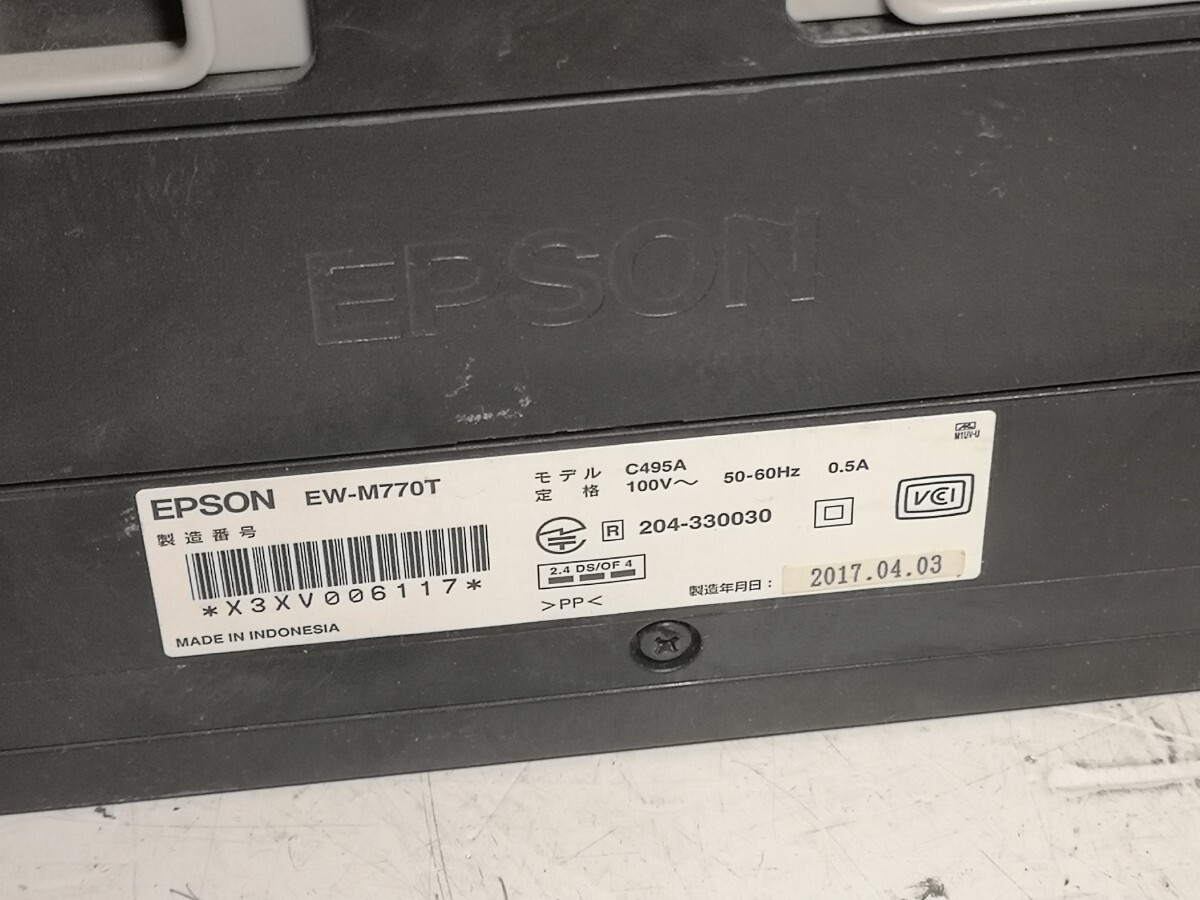 EPSON
EPSON EW-M770T
製造番号
*X3XV006117*
MADE IN INDONESIA
モデル C495A
定格 100V～ 50-60Hz 0.5A
R 204-330030
2.4 DS/OF 4
>PP<
製造年月日: 2017.04.03
VCCI
M1UV-U